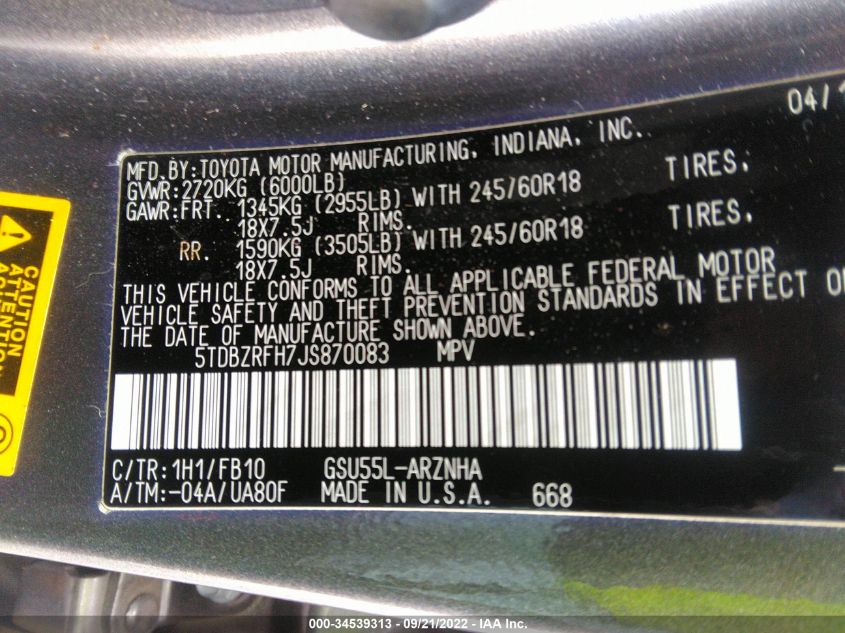 04/1
MFD.BY:TOYOTA MOTOR MANUFACTURING, INDIANA, INC.
GVWR:2720KG (6000LB)
GAWR:FRT. 1345KG (2955LB) WITH 245/60R18 TIRES.
18X7.5J RIMS.
RR. 1590KG (3505LB) WITH 245/60R18 TIRES.
18X7.5J RIMS.
THIS VEHICLE CONFORMS TO ALL APPLICABLE FEDERAL MOTOR
VEHICLE SAFETY AND THEFT PREVENTION STANDARDS IN EFFECT O
THE DATE OF MANUFACTURE SHOWN ABOVE.
5TDBZRFH7JS870083 MPV
C/TR:1H1/FB10 GSU55L-ARZNHA
A/TM:-04A/UA80F MADE IN U.S.A. 668
CAUTION
ATTENTION
000-34539313 / 09/21/2022 - IAA Inc.